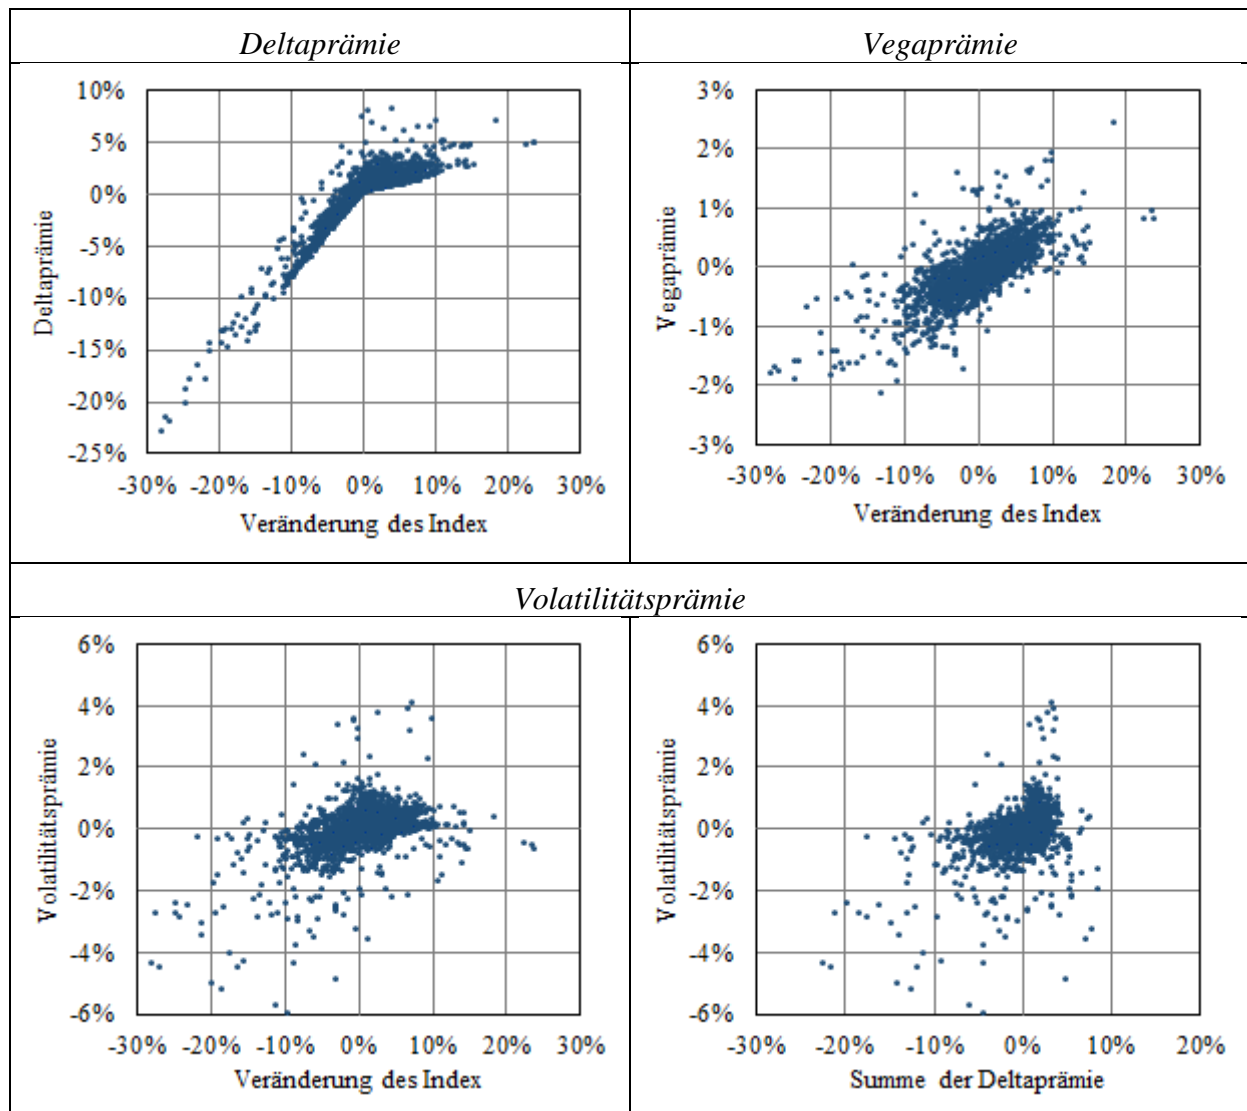 Deltaprämie
Vegaprämie
10%
5%
0%
-5%
-10%
-15%
-20%
-25%
Deltaprämie
-30% -20% -10% 0% 10% 20% 30%
Veränderung des Index
3%
2%
1%
0%
-1%
-2%
-3%
Vegaprämie
-30% -20% -10% 0% 10% 20% 30%
Veränderung des Index
Volatilitätsprämie
6%
4%
2%
0%
-2%
-4%
-6%
Volatilitätsprämie
-30% -20% -10% 0% 10% 20% 30%
Veränderung des Index
6%
4%
2%
0%
-2%
-4%
-6%
Volatilitätsprämie
-30% -20% -10% 0% 10% 20%
Summe der Deltaprämie